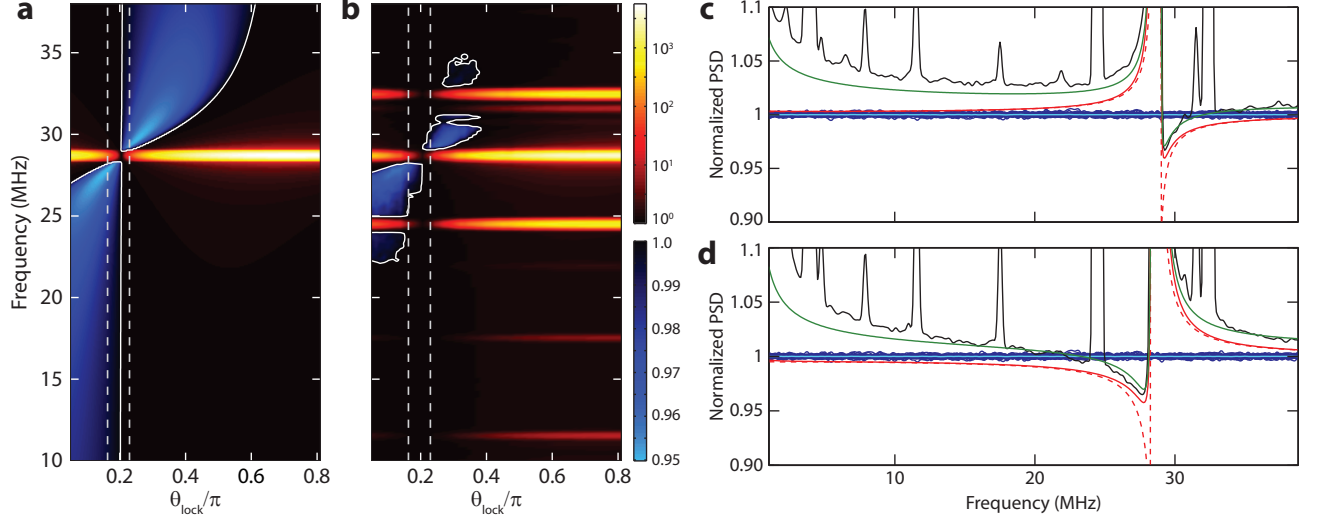 a
35
30
25
20
15
10
Frequency (MHz)
0.2 0.4 0.6 0.8
θlock/π
b
0.2 0.4 0.6 0.8
θlock/π
10³
10²
10¹
10⁰
1.0
0.99
0.98
0.97
0.96
0.95
c
1.1
1.05
1
0.95
0.90
Normalized PSD
10 20 30
d
1.1
1.05
1
0.95
0.90
Normalized PSD
10 20 30
Frequency (MHz)